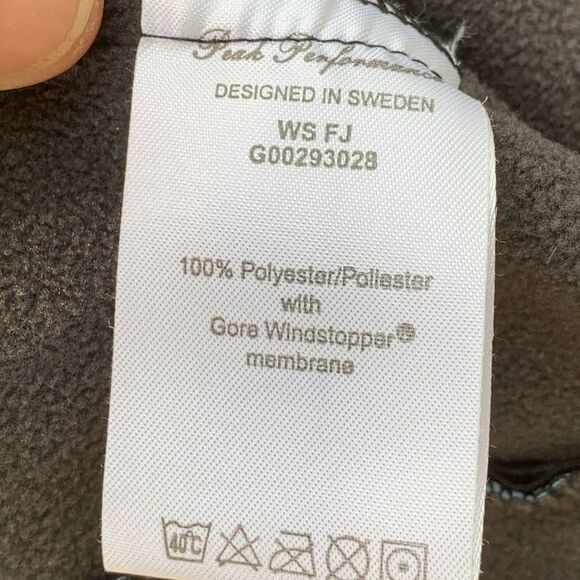 Peak Performance
DESIGNED IN SWEDEN
WS FJ
G00293028
100% Polyester/Poliester
with
Gore Windstopper®
membrane
40°C